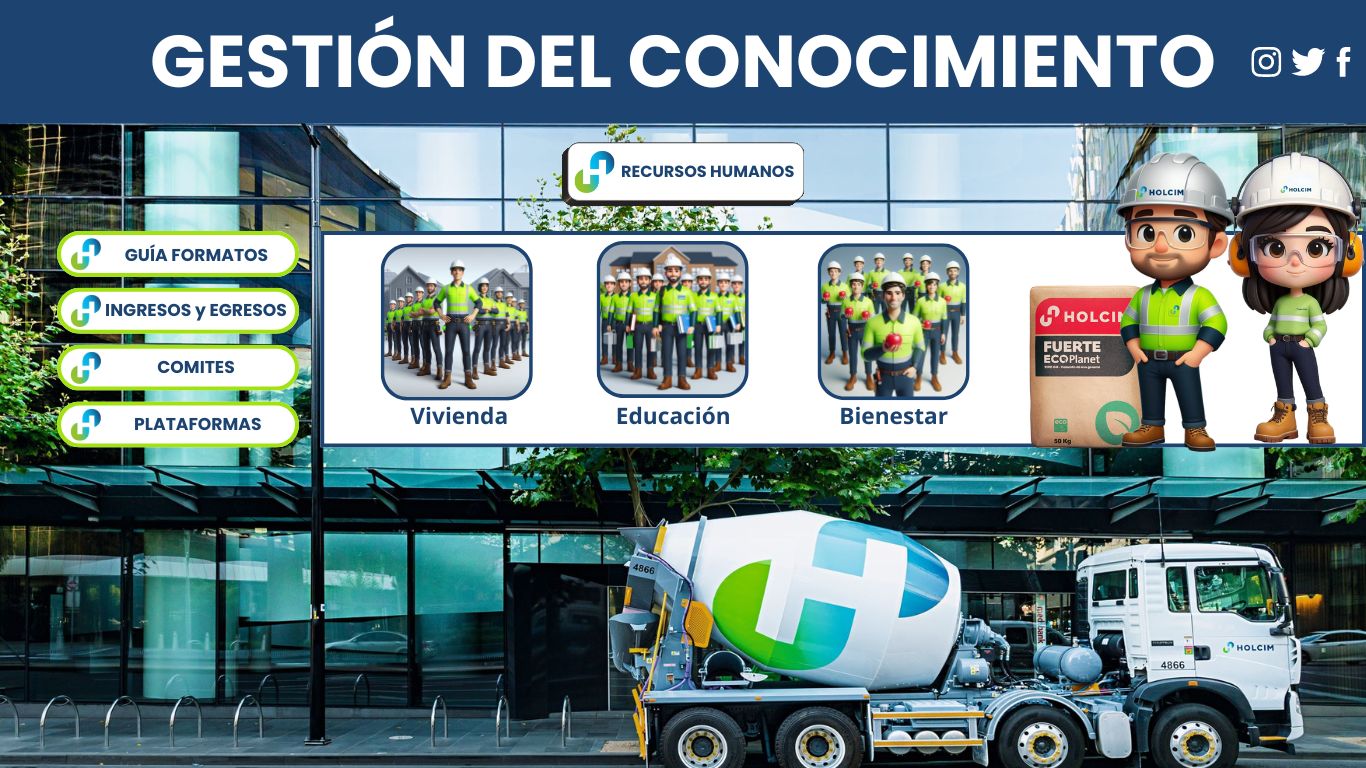 GESTIÓN DEL CONOCIMIENTO
RECURSOS HUMANOS
GUÍA FORMATOS
INGRESOS y EGRESOS
COMITES
PLATAFORMAS
Vivienda
Educación
Bienestar
HOLCIM
HOLCIM
HOLCIM
FUERTE
ECOPlanet
eco
50 Kg
4866
4866
HOLCIM